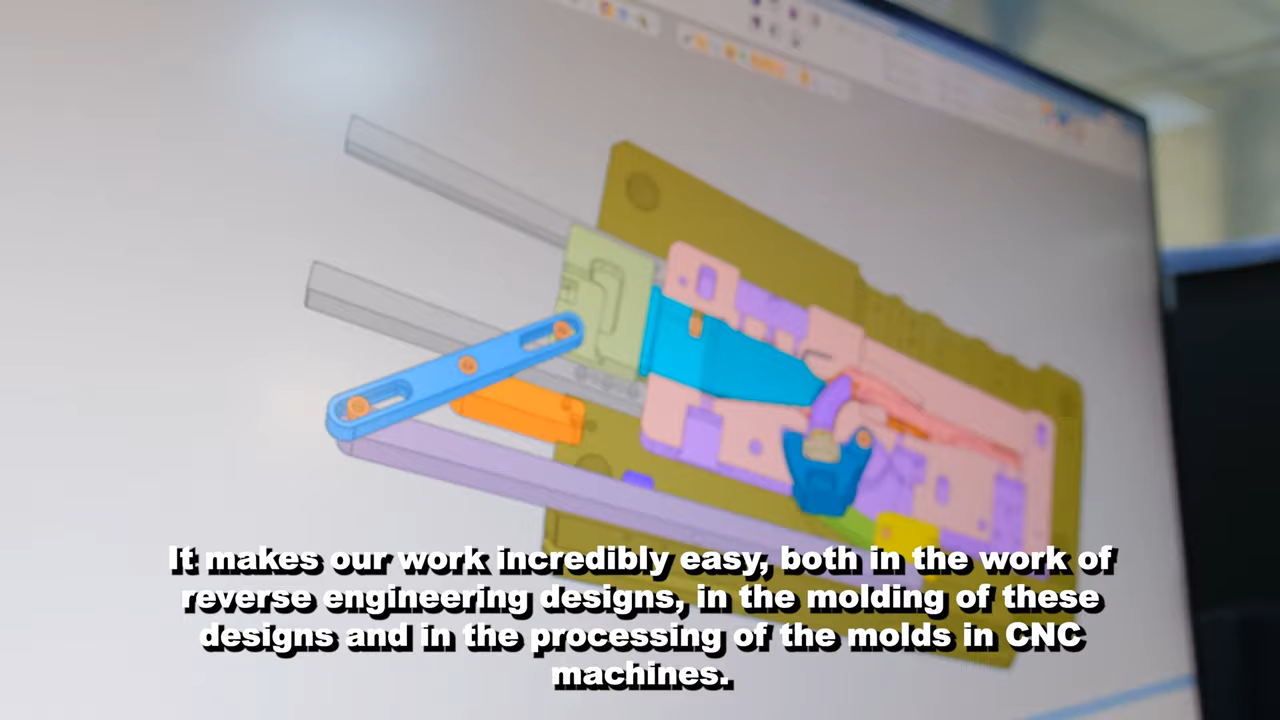 It makes our work incredibly easy, both in the work of
reverse engineering designs, in the molding of these
designs and in the processing of the molds in CNC
machines.